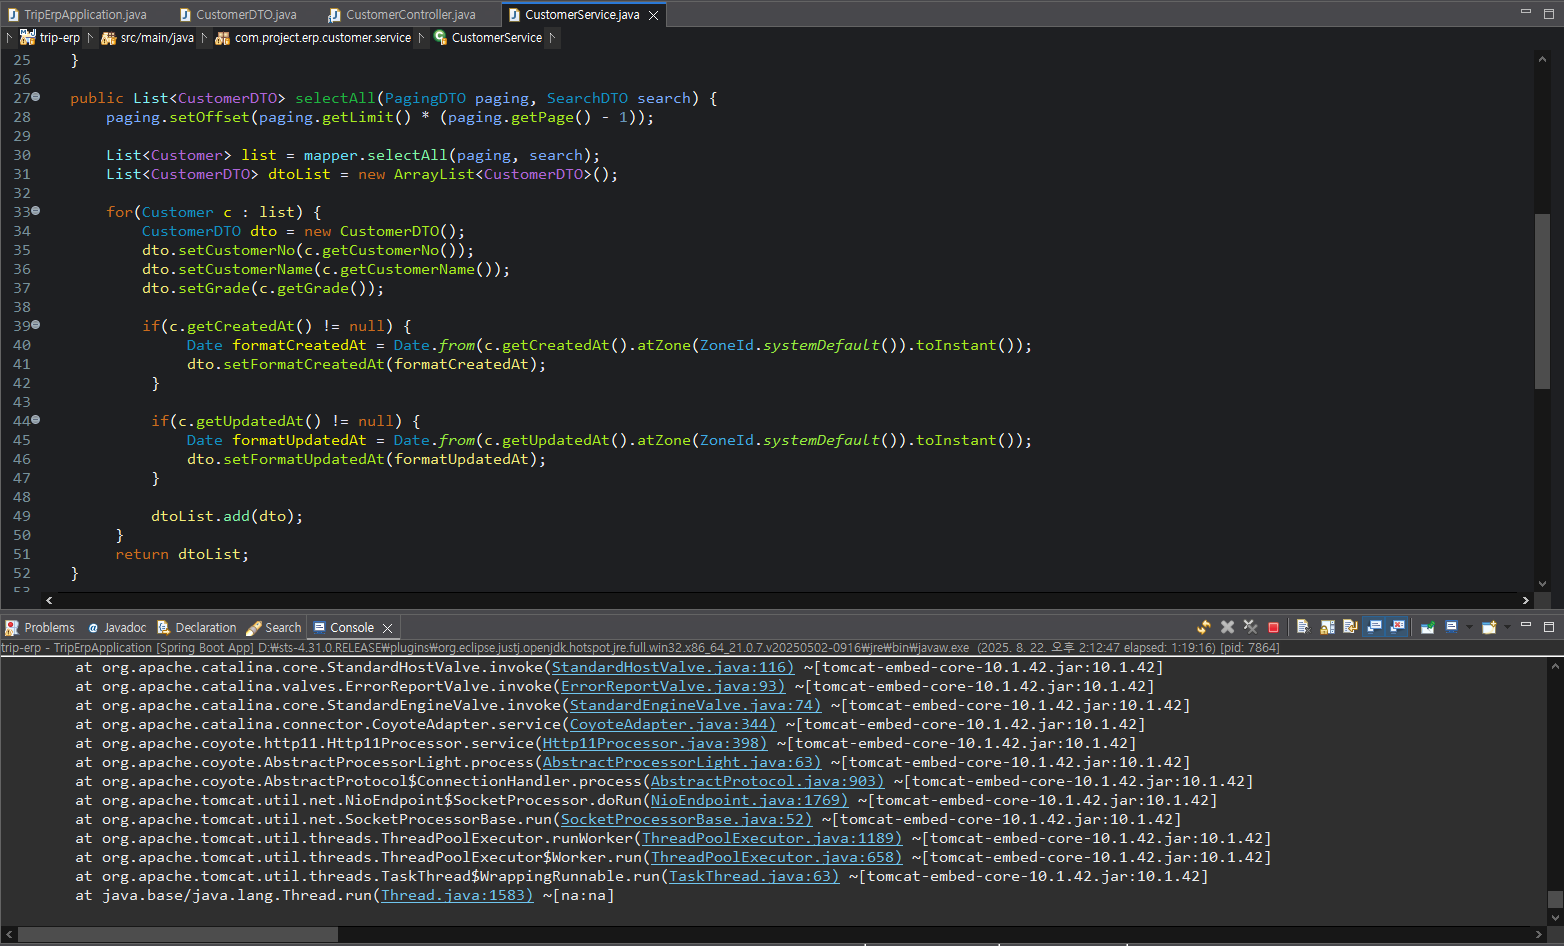 TripErpApplication.java CustomerDTO.java CustomerController.java CustomerService.java
trip-erp src/main/java com.project.erp.customer.service CustomerService
25 }
26
27 public List<CustomerDTO> selectAll(PagingDTO paging, SearchDTO search) {
28 paging.setOffset(paging.getLimit() * (paging.getPage() - 1));
29
30 List<Customer> list = mapper.selectAll(paging, search);
31 List<CustomerDTO> dtoList = new ArrayList<CustomerDTO>();
32
33 for(Customer c : list) {
34 CustomerDTO dto = new CustomerDTO();
35 dto.setCustomerNo(c.getCustomerNo());
36 dto.setCustomerName(c.getCustomerName());
37 dto.setGrade(c.getGrade());
38
39 if(c.getCreatedAt() != null) {
40 Date formatCreatedAt = Date.from(c.getCreatedAt().atZone(ZoneId.systemDefault()).toInstant());
41 dto.setFormatCreatedAt(formatCreatedAt);
42 }
43
44 if(c.getUpdatedAt() != null) {
45 Date formatUpdatedAt = Date.from(c.getUpdatedAt().atZone(ZoneId.systemDefault()).toInstant());
46 dto.setFormatUpdatedAt(formatUpdatedAt);
47 }
48
49 dtoList.add(dto);
50 }
51 return dtoList;
52 }
53
Problems Javadoc Declaration Search Console
trip-erp - TripErpApplication [Spring Boot App] D:₩sts-4.31.0.RELEASE₩plugins₩org.eclipse.justj.openjdk.hotspot.jre.full.win32.x86_64_21.0.7.v20250502-0916₩jre₩bin₩javaw.exe (2025. 8. 22. 오후 2:12:47 elapsed: 1:19:16) [pid: 7864]
at org.apache.catalina.core.StandardHostValve.invoke(StandardHostValve.java:116) ~[tomcat-embed-core-10.1.42.jar:10.1.42]
at org.apache.catalina.valves.ErrorReportValve.invoke(ErrorReportValve.java:93) ~[tomcat-embed-core-10.1.42.jar:10.1.42]
at org.apache.catalina.core.StandardEngineValve.invoke(StandardEngineValve.java:74) ~[tomcat-embed-core-10.1.42.jar:10.1.42]
at org.apache.catalina.connector.CoyoteAdapter.service(CoyoteAdapter.java:344) ~[tomcat-embed-core-10.1.42.jar:10.1.42]
at org.apache.coyote.http11.Http11Processor.service(Http11Processor.java:398) ~[tomcat-embed-core-10.1.42.jar:10.1.42]
at org.apache.coyote.AbstractProcessorLight.process(AbstractProcessorLight.java:63) ~[tomcat-embed-core-10.1.42.jar:10.1.42]
at org.apache.coyote.AbstractProtocol$ConnectionHandler.process(AbstractProtocol.java:903) ~[tomcat-embed-core-10.1.42.jar:10.1.42]
at org.apache.tomcat.util.net.NioEndpoint$SocketProcessor.doRun(NioEndpoint.java:1769) ~[tomcat-embed-core-10.1.42.jar:10.1.42]
at org.apache.tomcat.util.net.SocketProcessorBase.run(SocketProcessorBase.java:52) ~[tomcat-embed-core-10.1.42.jar:10.1.42]
at org.apache.tomcat.util.threads.ThreadPoolExecutor.runWorker(ThreadPoolExecutor.java:1189) ~[tomcat-embed-core-10.1.42.jar:10.1.42]
at org.apache.tomcat.util.threads.ThreadPoolExecutor$Worker.run(ThreadPoolExecutor.java:658) ~[tomcat-embed-core-10.1.42.jar:10.1.42]
at org.apache.tomcat.util.threads.TaskThread$WrappingRunnable.run(TaskThread.java:63) ~[tomcat-embed-core-10.1.42.jar:10.1.42]
at java.base/java.lang.Thread.run(Thread.java:1583) ~[na:na]